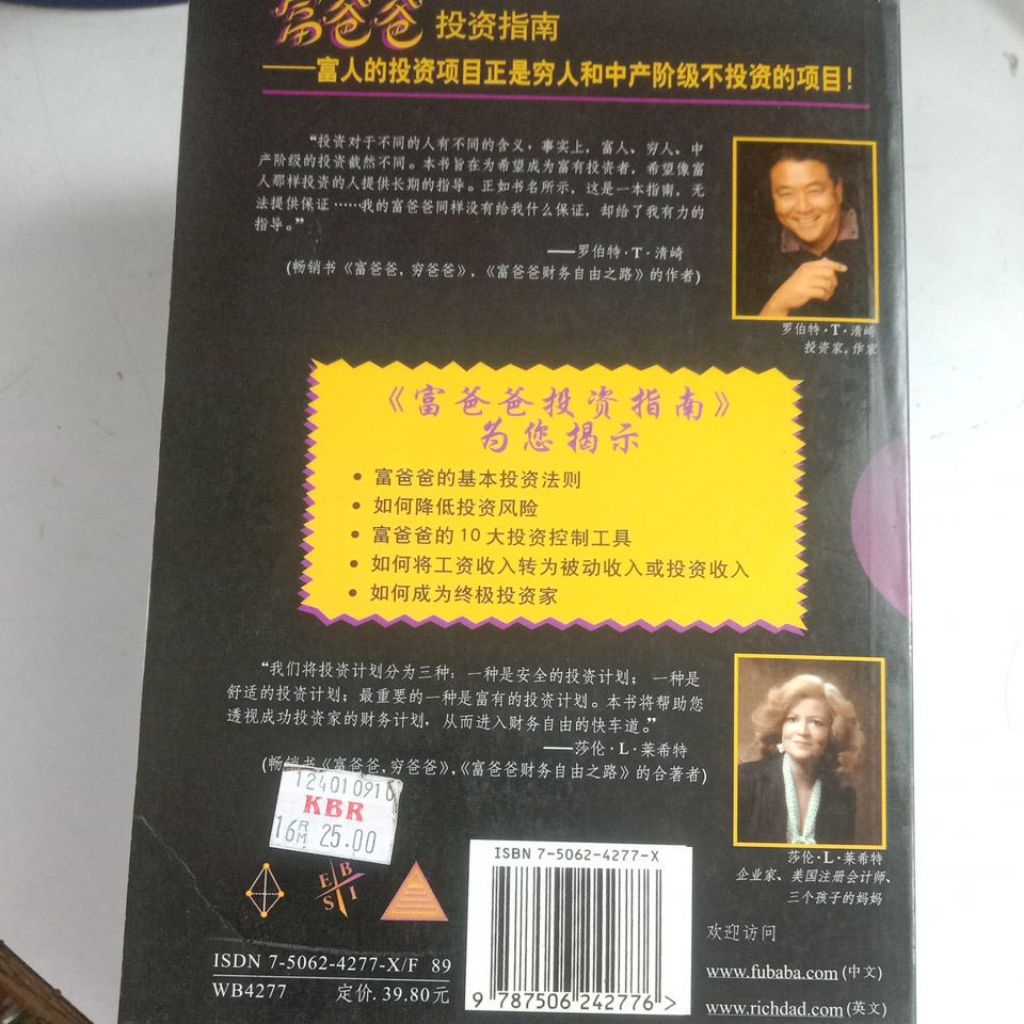 富爸爸 投资指南
——富人的投资项目正是穷人和中产阶级不投资的项目！
“投资对于不同的人有不同的含义，事实上，富人、穷人、中
产阶级的投资截然不同。本书旨在为希望成为富有投资者，希望像富
人那样投资的人提供长期的指导。正如书名所示，这是一本指南，无
法提供保证……我的富爸爸同样没有给我什么保证，却给了我有力的
指导。”
——罗伯特·T·清崎
(畅销书《富爸爸，穷爸爸》，《富爸爸财务自由之路》的作者)
罗伯特·T·清崎
投资家，作家
《富爸爸投资指南》
为您揭示
• 富爸爸的基本投资法则
• 如何降低投资风险
• 富爸爸的10大投资控制工具
• 如何将工资收入转为被动收入或投资收入
• 如何成为终极投资家
“我们将投资计划分为三种：一种是安全的投资计划；一种是
舒适的投资计划；最重要的一种是富有的投资计划。本书将帮助您
透视成功投资家的财务计划，从而进入财务自由的快车道。”
——莎伦·L·莱希特
(畅销书《富爸爸，穷爸爸》，《富爸爸财务自由之路》的合著者)
莎伦·L·莱希特
企业家、美国注册会计师、
三个孩子的妈妈
12401091
KBR
16 RM 25.00
E B
S I
ISBN 7-5062-4277-X
9 787506 242776 >
ISDN 7-5062-4277-X/F 89
WB4277 定价. 39.80元
欢迎访问
www.fubaba.com (中文)
www.richdad.com (英文)